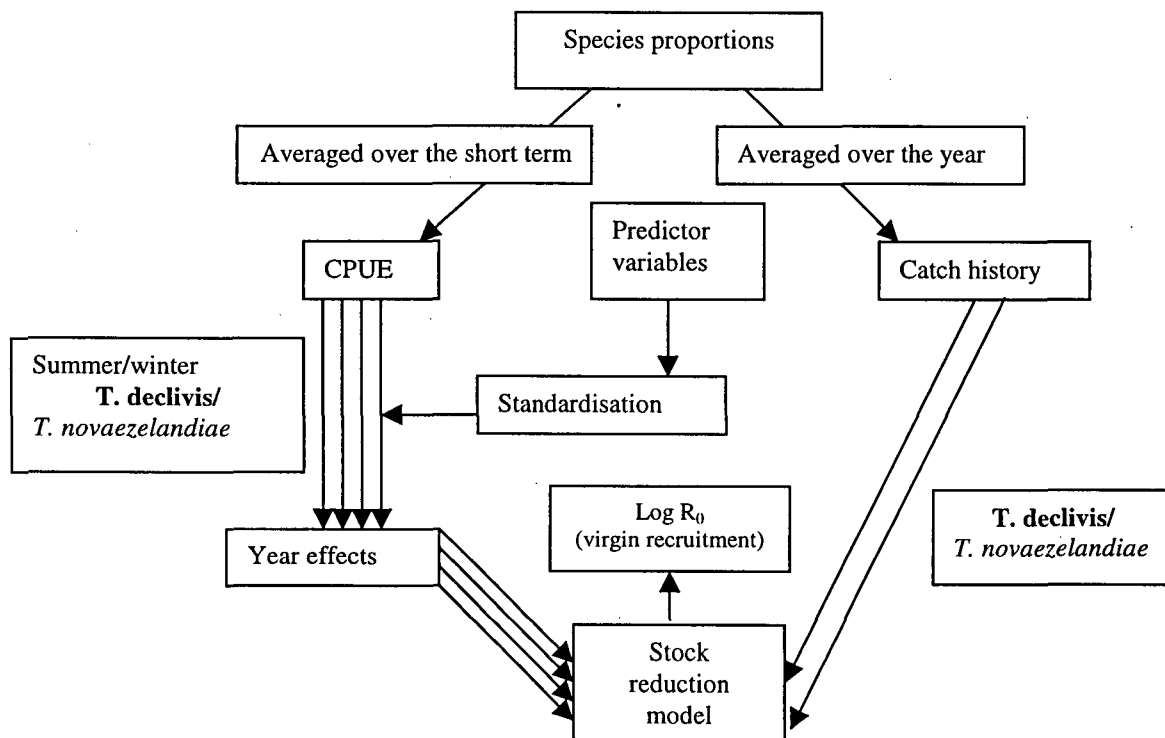 Species proportions
Averaged over the short term
Averaged over the year
Predictor
variables
CPUE
Catch history
Summer/winter
T. declivis/
T. novaezelandiae
Standardisation
Log R₀
(virgin recruitment)
T. declivis/
T. novaezelandiae
Year effects
Stock
reduction
model